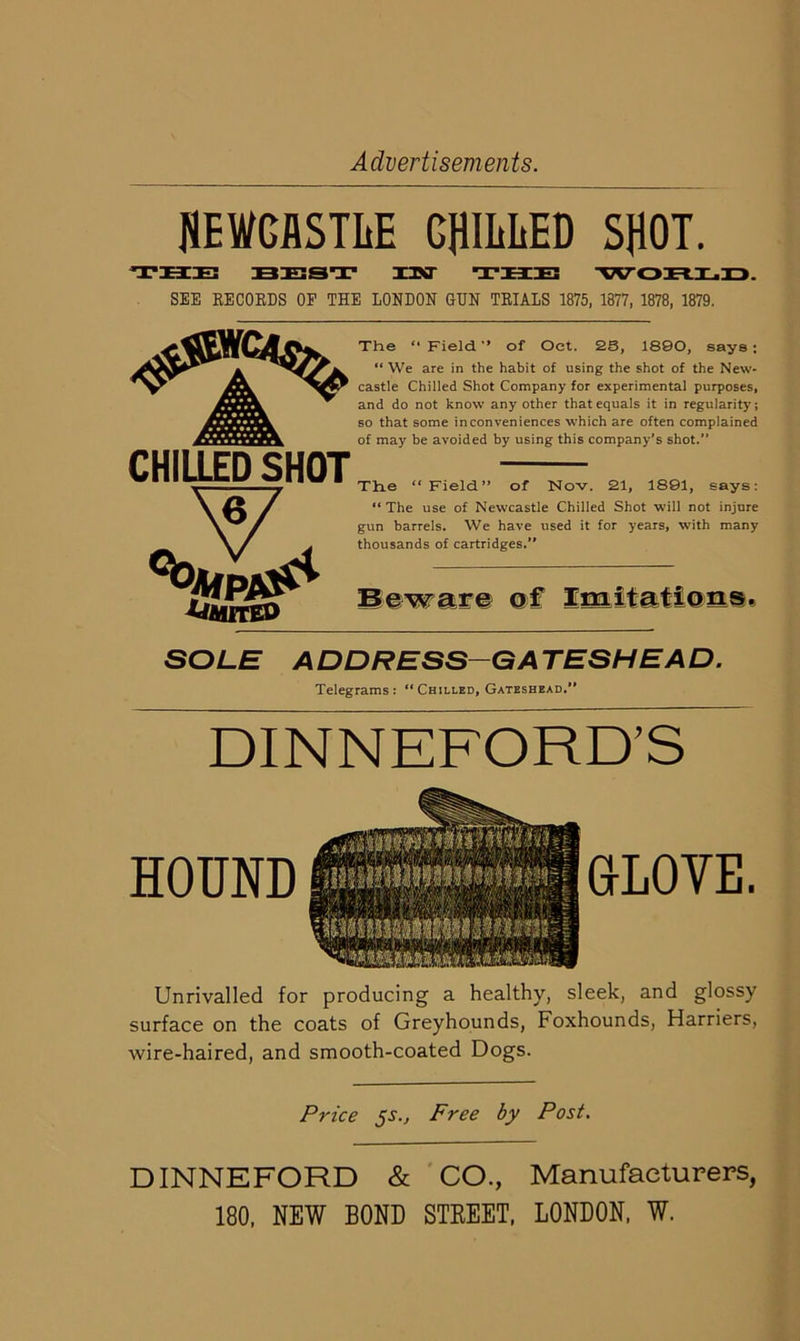 Advertisements.
NEWCASTLE CHILLED SHOT.
THE BEST IN THE WORLD.
SEE RECORDS OF THE LONDON GUN TRIALS 1875, 1877, 1878, 1879.
THE NEWCASTLE
CHILLED SHOT
6
COMPANY
LIMITED
The "Field" of Oct. 25, 1890, says:
"We are in the habit of using the shot of the New-
castle Chilled Shot Company for experimental purposes,
and do not know any other that equals it in regularity;
so that some inconveniences which are often complained
of may be avoided by using this company's shot."
The "Field" of Nov. 21, 1891, says:
"The use of Newcastle Chilled Shot will not injure
gun barrels. We have used it for years, with many
thousands of cartridges."
Beware of Imitations.
SOLE ADDRESS—GATESHEAD.
Telegrams: "CHILLED, GATESHEAD."
DINNEFORD'S
HOUND GLOVE.
Unrivalled for producing a healthy, sleek, and glossy
surface on the coats of Greyhounds, Foxhounds, Harriers,
wire-haired, and smooth-coated Dogs.
Price 5s., Free by Post.
DINNEFORD & CO., Manufacturers,
180, NEW BOND STREET, LONDON, W.